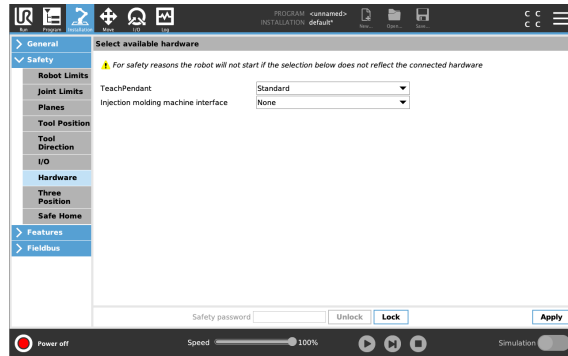 UR
Run
Program
Installation
Move
I/O
Log
PROGRAM <unnamed>
INSTALLATION default*
New...
Open...
Save...
C C
C C
General
Safety
Robot Limits
Joint Limits
Planes
Tool Position
Tool
Direction
I/O
Hardware
Three
Position
Safe Home
Features
Fieldbus
Select available hardware
For safety reasons the robot will not start if the selection below does not reflect the connected hardware
TeachPendant Standard
Injection molding machine interface None
Safety password Unlock Lock Apply
Power off Speed 100% Simulation